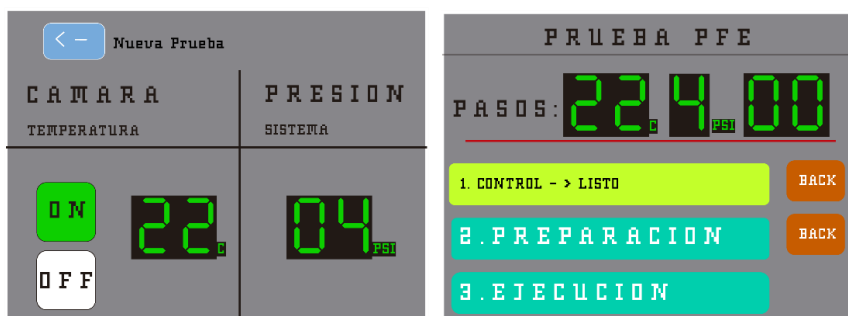 < - Nueva Prueba
CAMARA
TEMPERATURA
PRESION
SISTEMA
ON
22 C
04 PSI
OFF
PRUEBA PFE
PASOS: 22 C 4 PSI 00
1. CONTROL - > LISTO BACK
2.PREPARACION BACK
3.EJECUCION